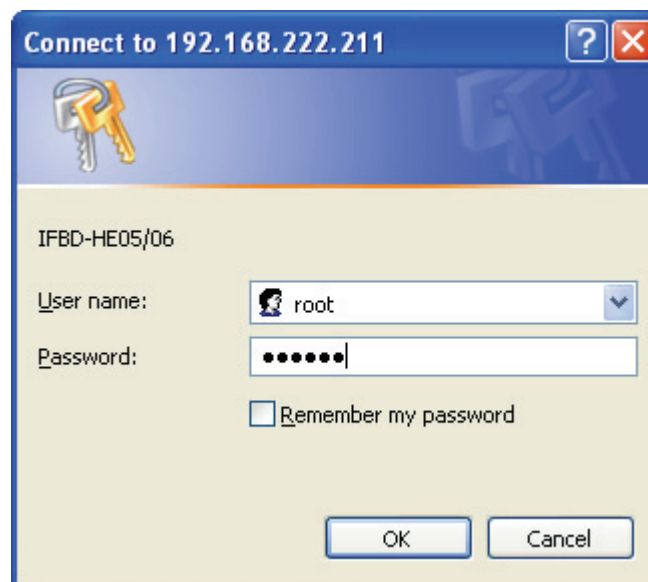 Connect to 192.168.222.211
IFBD-HE05/06
User name: root
Password: ●●●●●●
Remember my password
OK Cancel